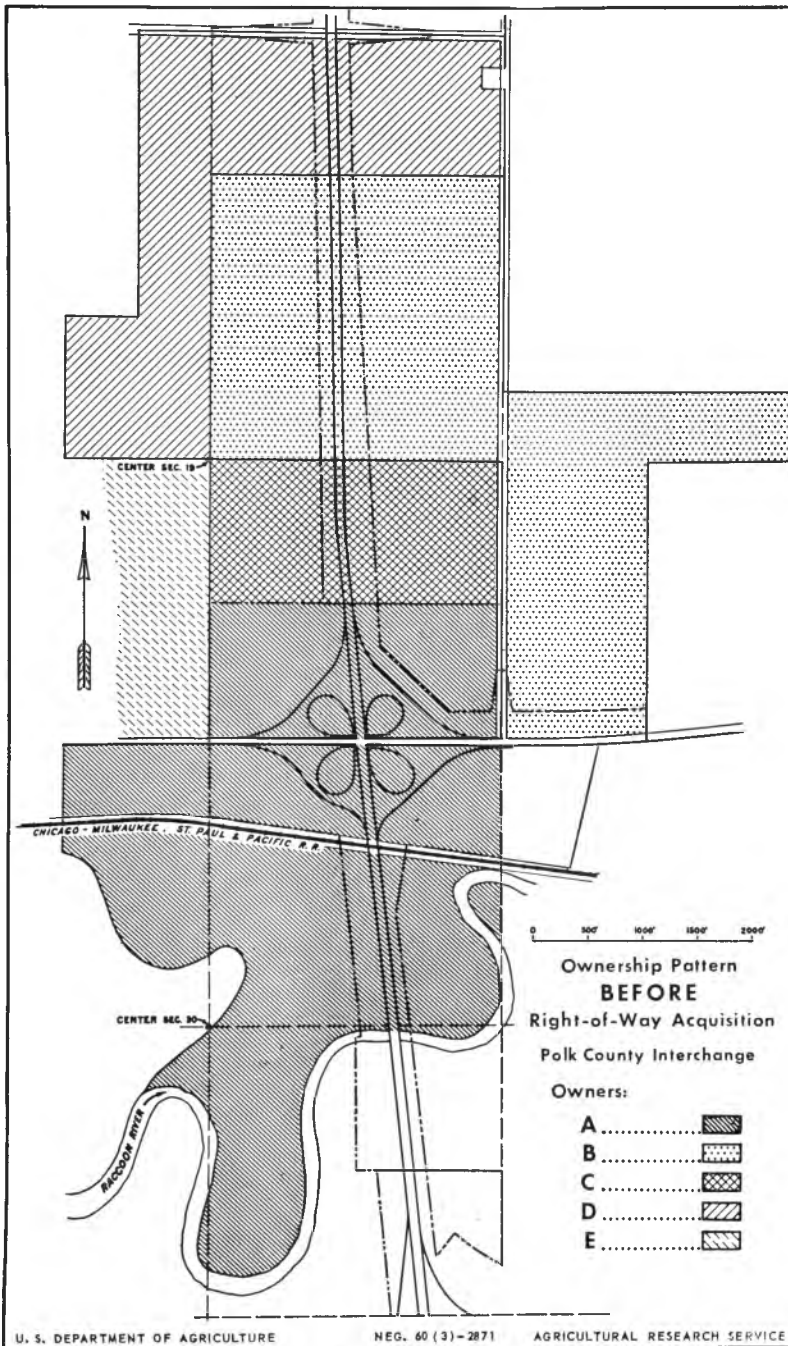 CENTER SEC. 19
N
CHICAGO - MILWAUKEE, ST. PAUL & PACIFIC R.R.
CENTER SEC. 30
RACCOON RIVER
0 500' 1000' 1500' 2000'
Ownership Pattern
BEFORE
Right-of-Way Acquisition
Polk County Interchange
Owners:
A
B
C
D
E
U. S. DEPARTMENT OF AGRICULTURE NEG. 60 (3)-2871 AGRICULTURAL RESEARCH SERVICE